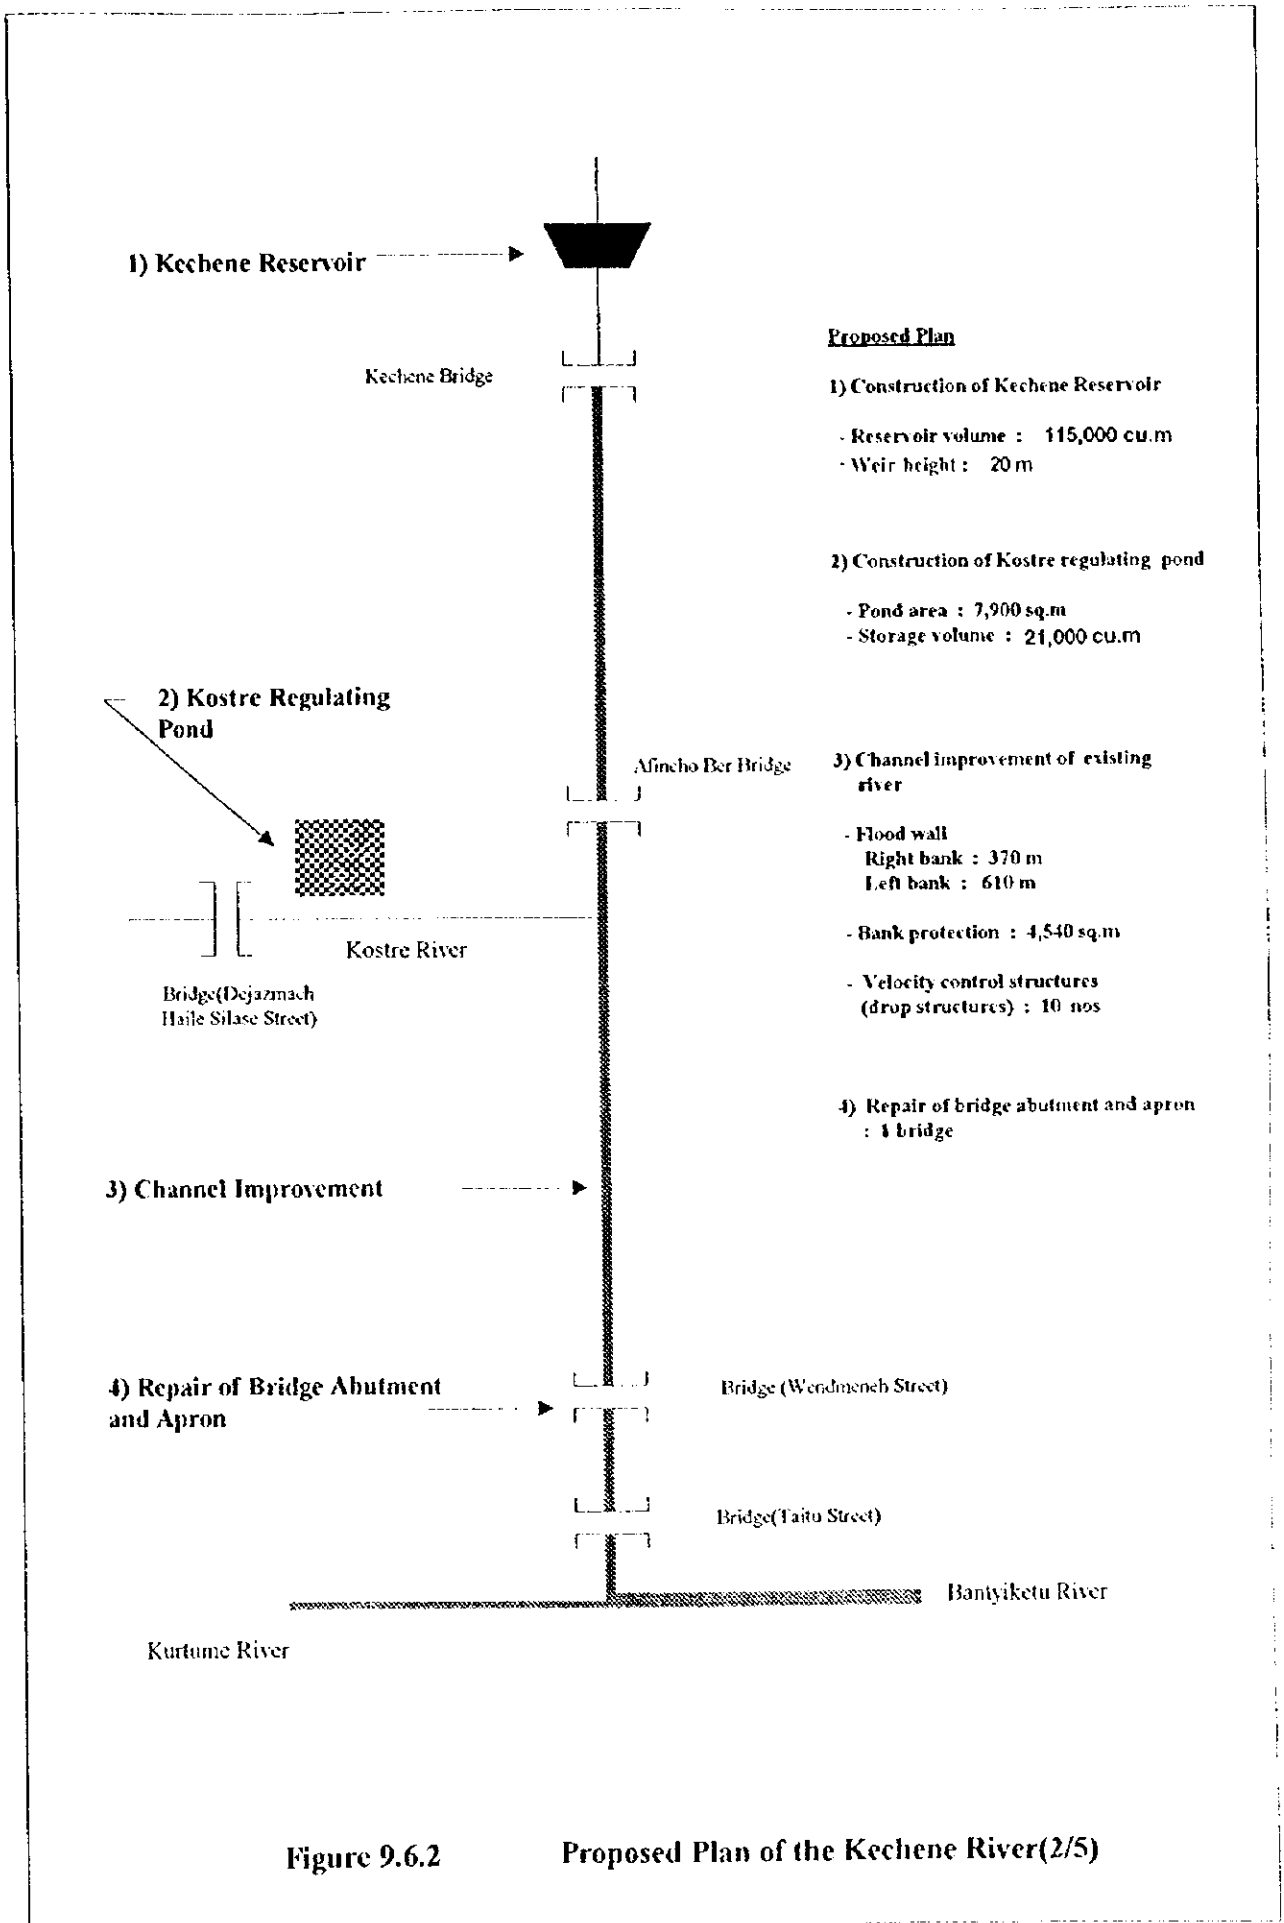 1) Kechene Reservoir
Kechene Bridge
Proposed Plan
1) Construction of Kechene Reservoir
- Reservoir volume : 115,000 cu.m
- Weir height : 20 m
2) Construction of Kostre regulating pond
- Pond area : 7,900 sq.m
- Storage volume : 21,000 cu.m
2) Kostre Regulating
Pond
Afincho Ber Bridge
3) Channel improvement of existing
river
- Flood wall
Right bank : 370 m
Left bank : 610 m
- Bank protection : 4,540 sq.m
- Velocity control structures
(drop structures) : 10 nos
Kostre River
Bridge(Dejazmach
Haile Silase Street)
4) Repair of bridge abutment and apron
: 1 bridge
3) Channel Improvement
4) Repair of Bridge Abutment
and Apron
Bridge (Wendmeneh Street)
Bridge(Taitu Street)
Bantyiketu River
Kurtume River
Figure 9.6.2 Proposed Plan of the Kechene River(2/5)